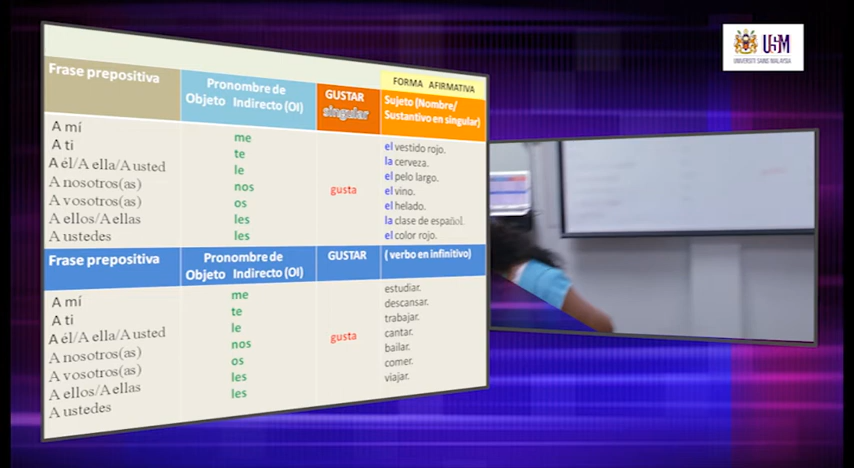 USM
UNIVERSITI SAINS MALAYSIA
FORMA AFIRMATIVA
Frase prepositiva
Pronombre de
Objeto Indirecto (OI)
GUSTAR
singular
Sujeto (Nombre/
Sustantivo en singular)
A mí
A ti
A él/A ella/A usted
A nosotros(as)
A vosotros(as)
A ellos/A ellas
A ustedes
me
te
le
nos
os
les
les
gusta
el vestido rojo.
la cerveza.
el pelo largo.
el vino.
el helado.
la clase de español.
el color rojo.
Frase prepositiva
Pronombre de
Objeto Indirecto (OI)
GUSTAR
( verbo en infinitivo)
A mí
A ti
A él/A ella/A usted
A nosotros(as)
A vosotros(as)
A ellos/A ellas
A ustedes
me
te
le
nos
os
les
les
gusta
estudiar.
descansar.
trabajar.
cantar.
bailar.
comer.
viajar.